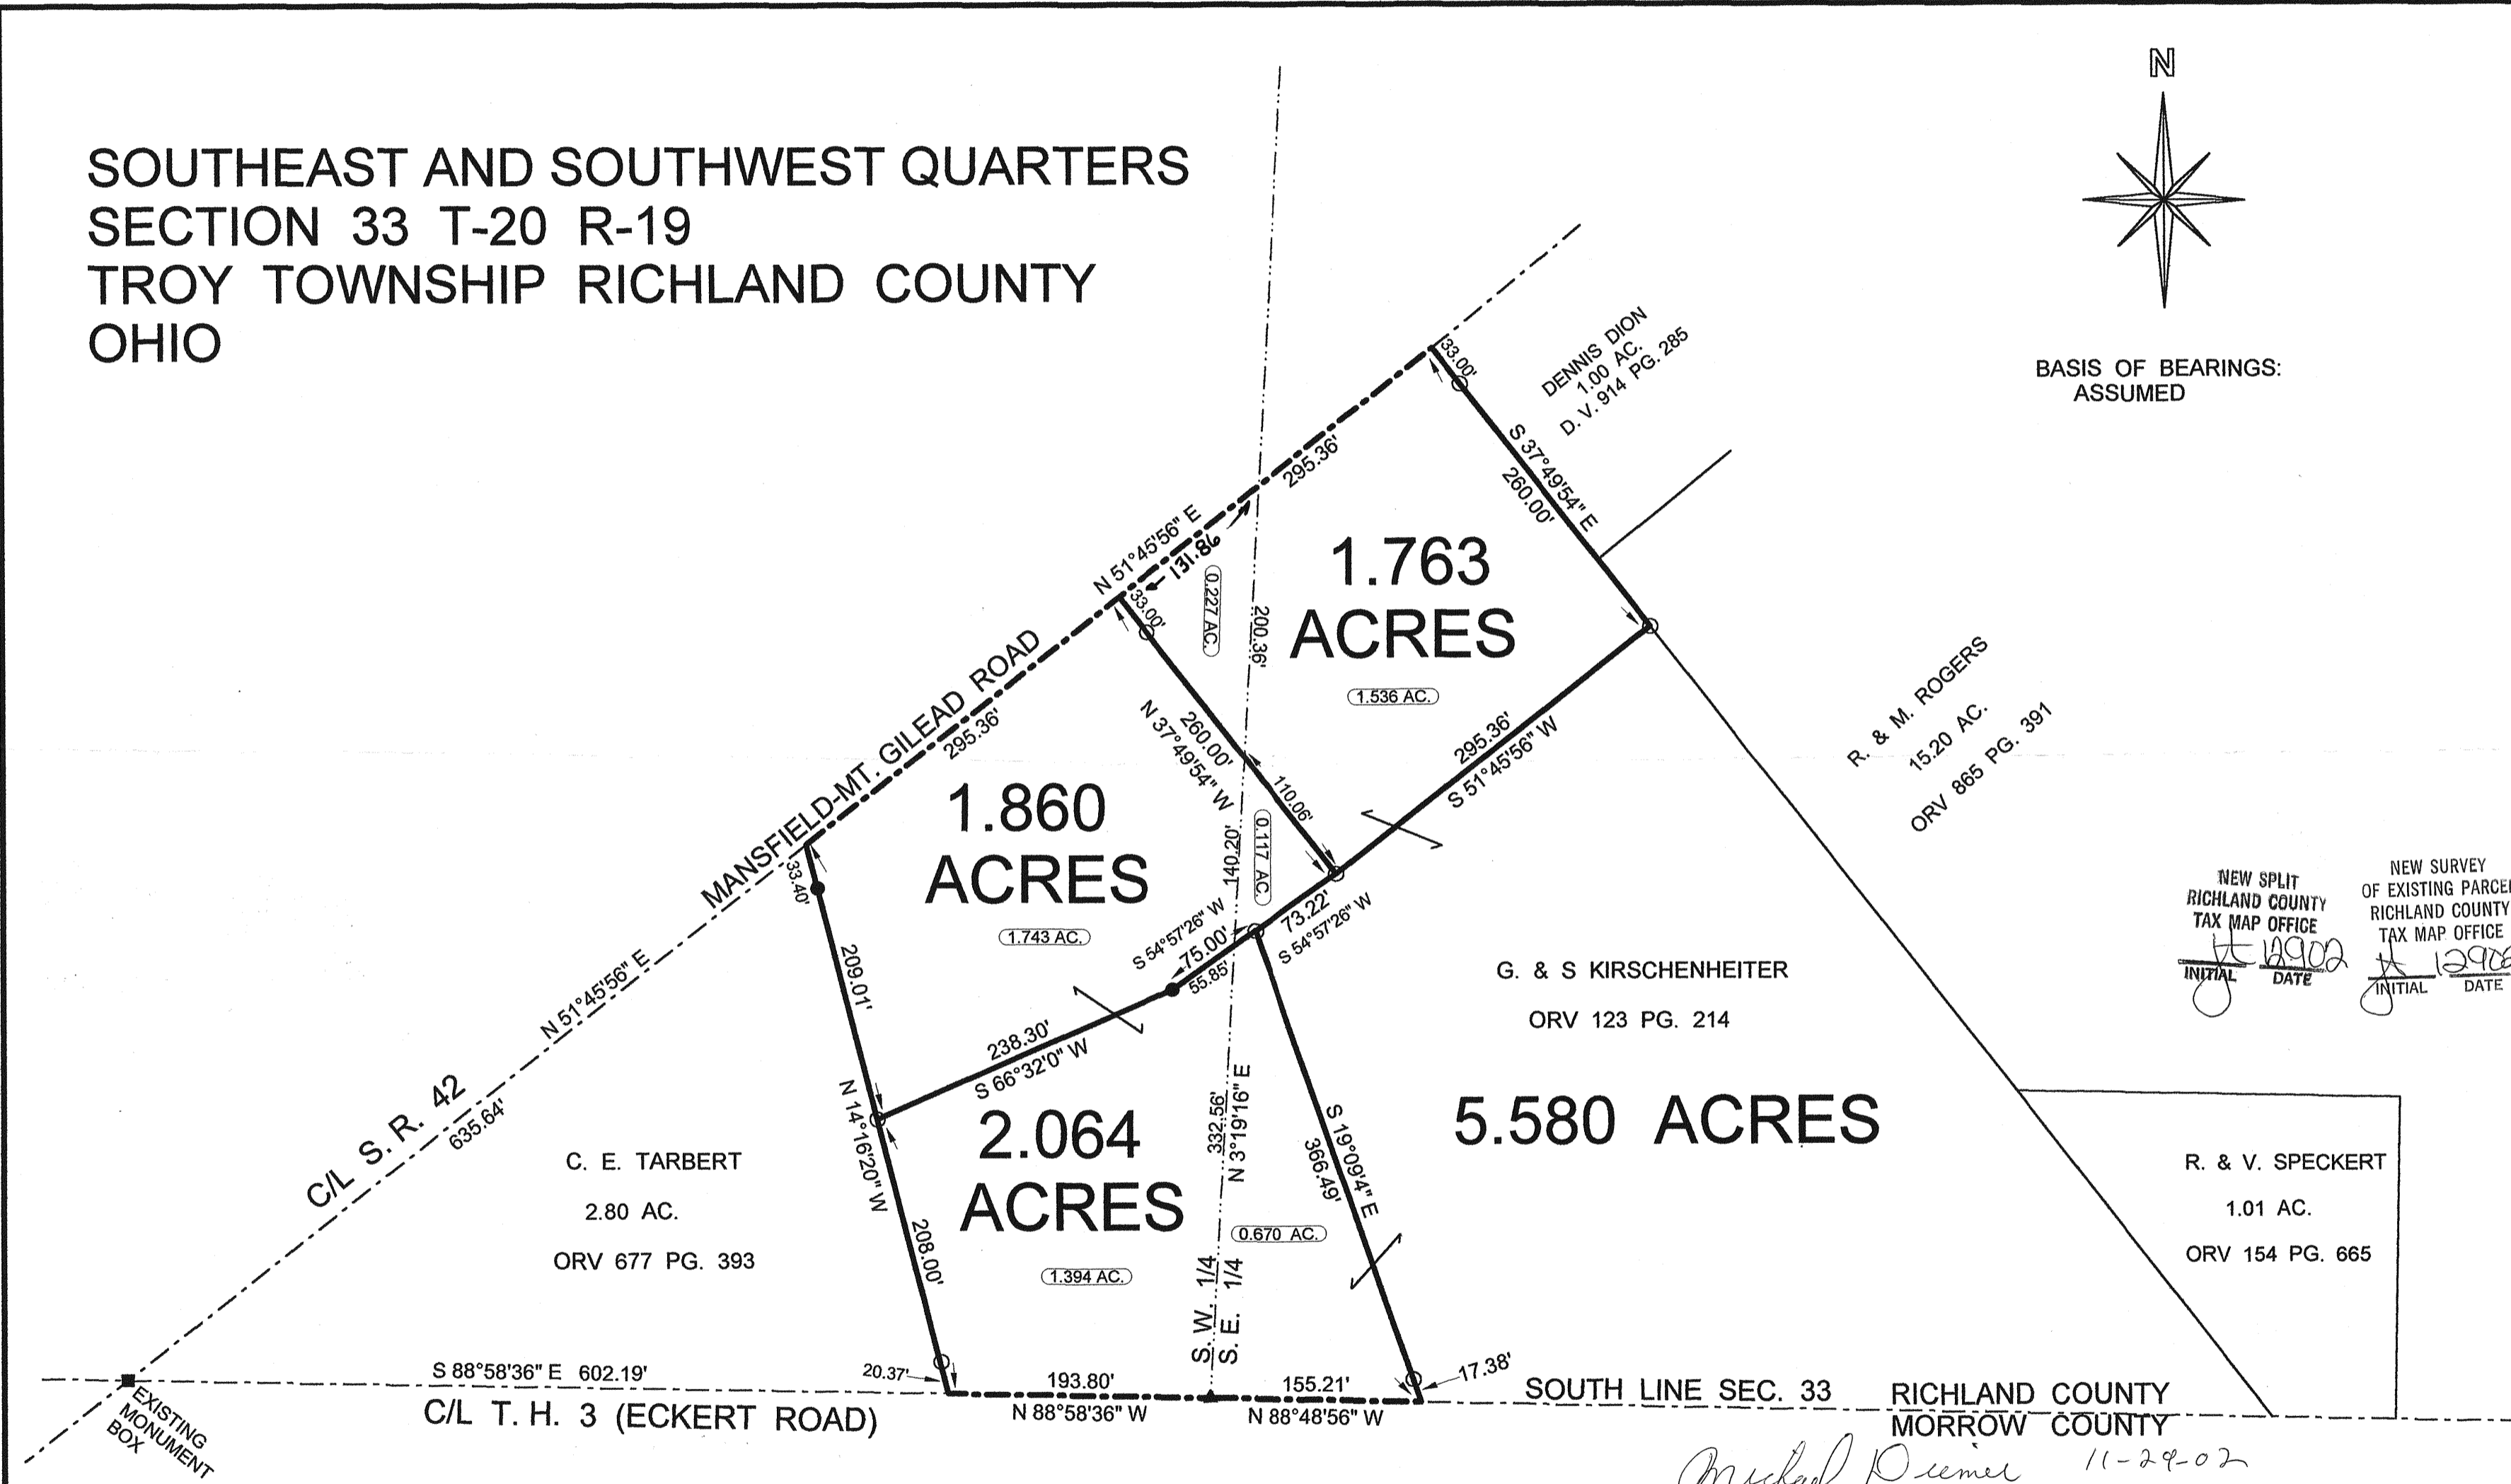 SOUTHEAST AND SOUTHWEST QUARTERS
SECTION 33 T-20 R-19
TROY TOWNSHIP RICHLAND COUNTY
OHIO
N
BASIS OF BEARINGS:
ASSUMED
DENNIS DION
1.00 AC.
D. V. 914 PG. 285
33.00'
S 37°49'54" E
260.00'
295.36'
N 51°45'56" E
131.86
33.00'
0.227 AC.
200.36'
1.763
ACRES
1.536 AC.
260.00'
N 37°49'54" W
110.06'
295.36'
S 51°45'56" W
R. & M. ROGERS
15.20 AC.
ORV 865 PG. 391
MANSFIELD-MT. GILEAD ROAD
295.36'
1.860
ACRES
1.743 AC.
33.40'
209.01'
140.20'
0.117 AC.
S 54°57'26" W
75.00'
55.85'
73.22'
S 54°57'26" W
238.30'
S 66°32'0" W
NEW SPLIT
RICHLAND COUNTY
TAX MAP OFFICE
12902
INITIAL DATE
NEW SURVEY
OF EXISTING PARCEL
RICHLAND COUNTY
TAX MAP OFFICE
INITIAL DATE
G. & S KIRSCHENHEITER
ORV 123 PG. 214
5.580 ACRES
N 51°45'56" E
C/L S. R. 42
635.64'
N 14°16'20" W
208.00'
2.064
ACRES
1.394 AC.
332.56'
N 3°19'16" E
S 19°09'4" E
366.49'
0.670 AC.
S. W. 1/4
S. E. 1/4
C. E. TARBERT
2.80 AC.
ORV 677 PG. 393
R. & V. SPECKERT
1.01 AC.
ORV 154 PG. 665
S 88°58'36" E 602.19'
20.37'
193.80'
155.21'
17.38'
EXISTING
MONUMENT
BOX
C/L T. H. 3 (ECKERT ROAD)
N 88°58'36" W
N 88°48'56" W
SOUTH LINE SEC. 33
RICHLAND COUNTY
MORROW COUNTY
Michael 11-29-02